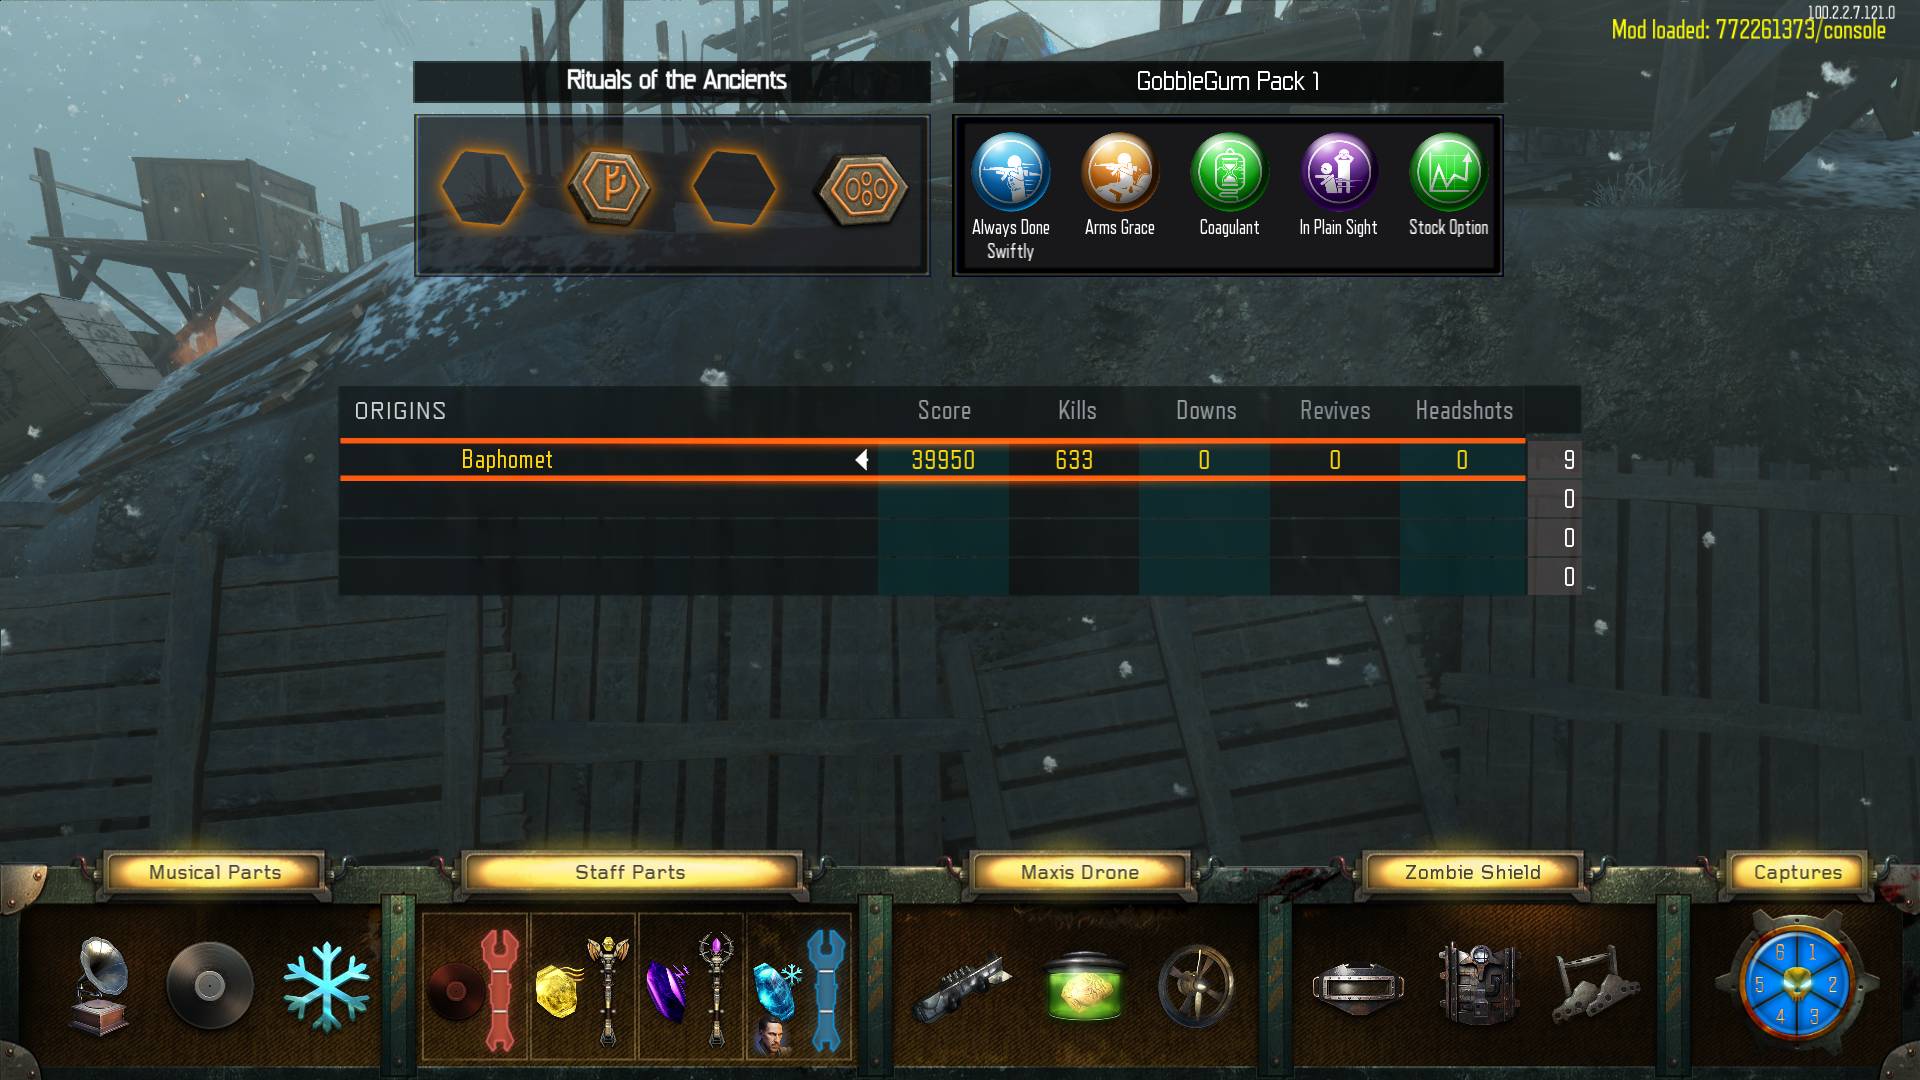 100.2.2.7.121.0
Mod loaded: 772261373/console
Rituals of the Ancients
GobbleGum Pack 1
Always Done
Swiftly
Arms Grace
Coagulant
In Plain Sight
Stock Option
ORIGINS Score Kills Downs Revives Headshots
Baphomet 39950 633 0 0 0 9
0
0
0
Musical Parts
Staff Parts
Maxis Drone
Zombie Shield
Captures
6 1
5 2
4 3